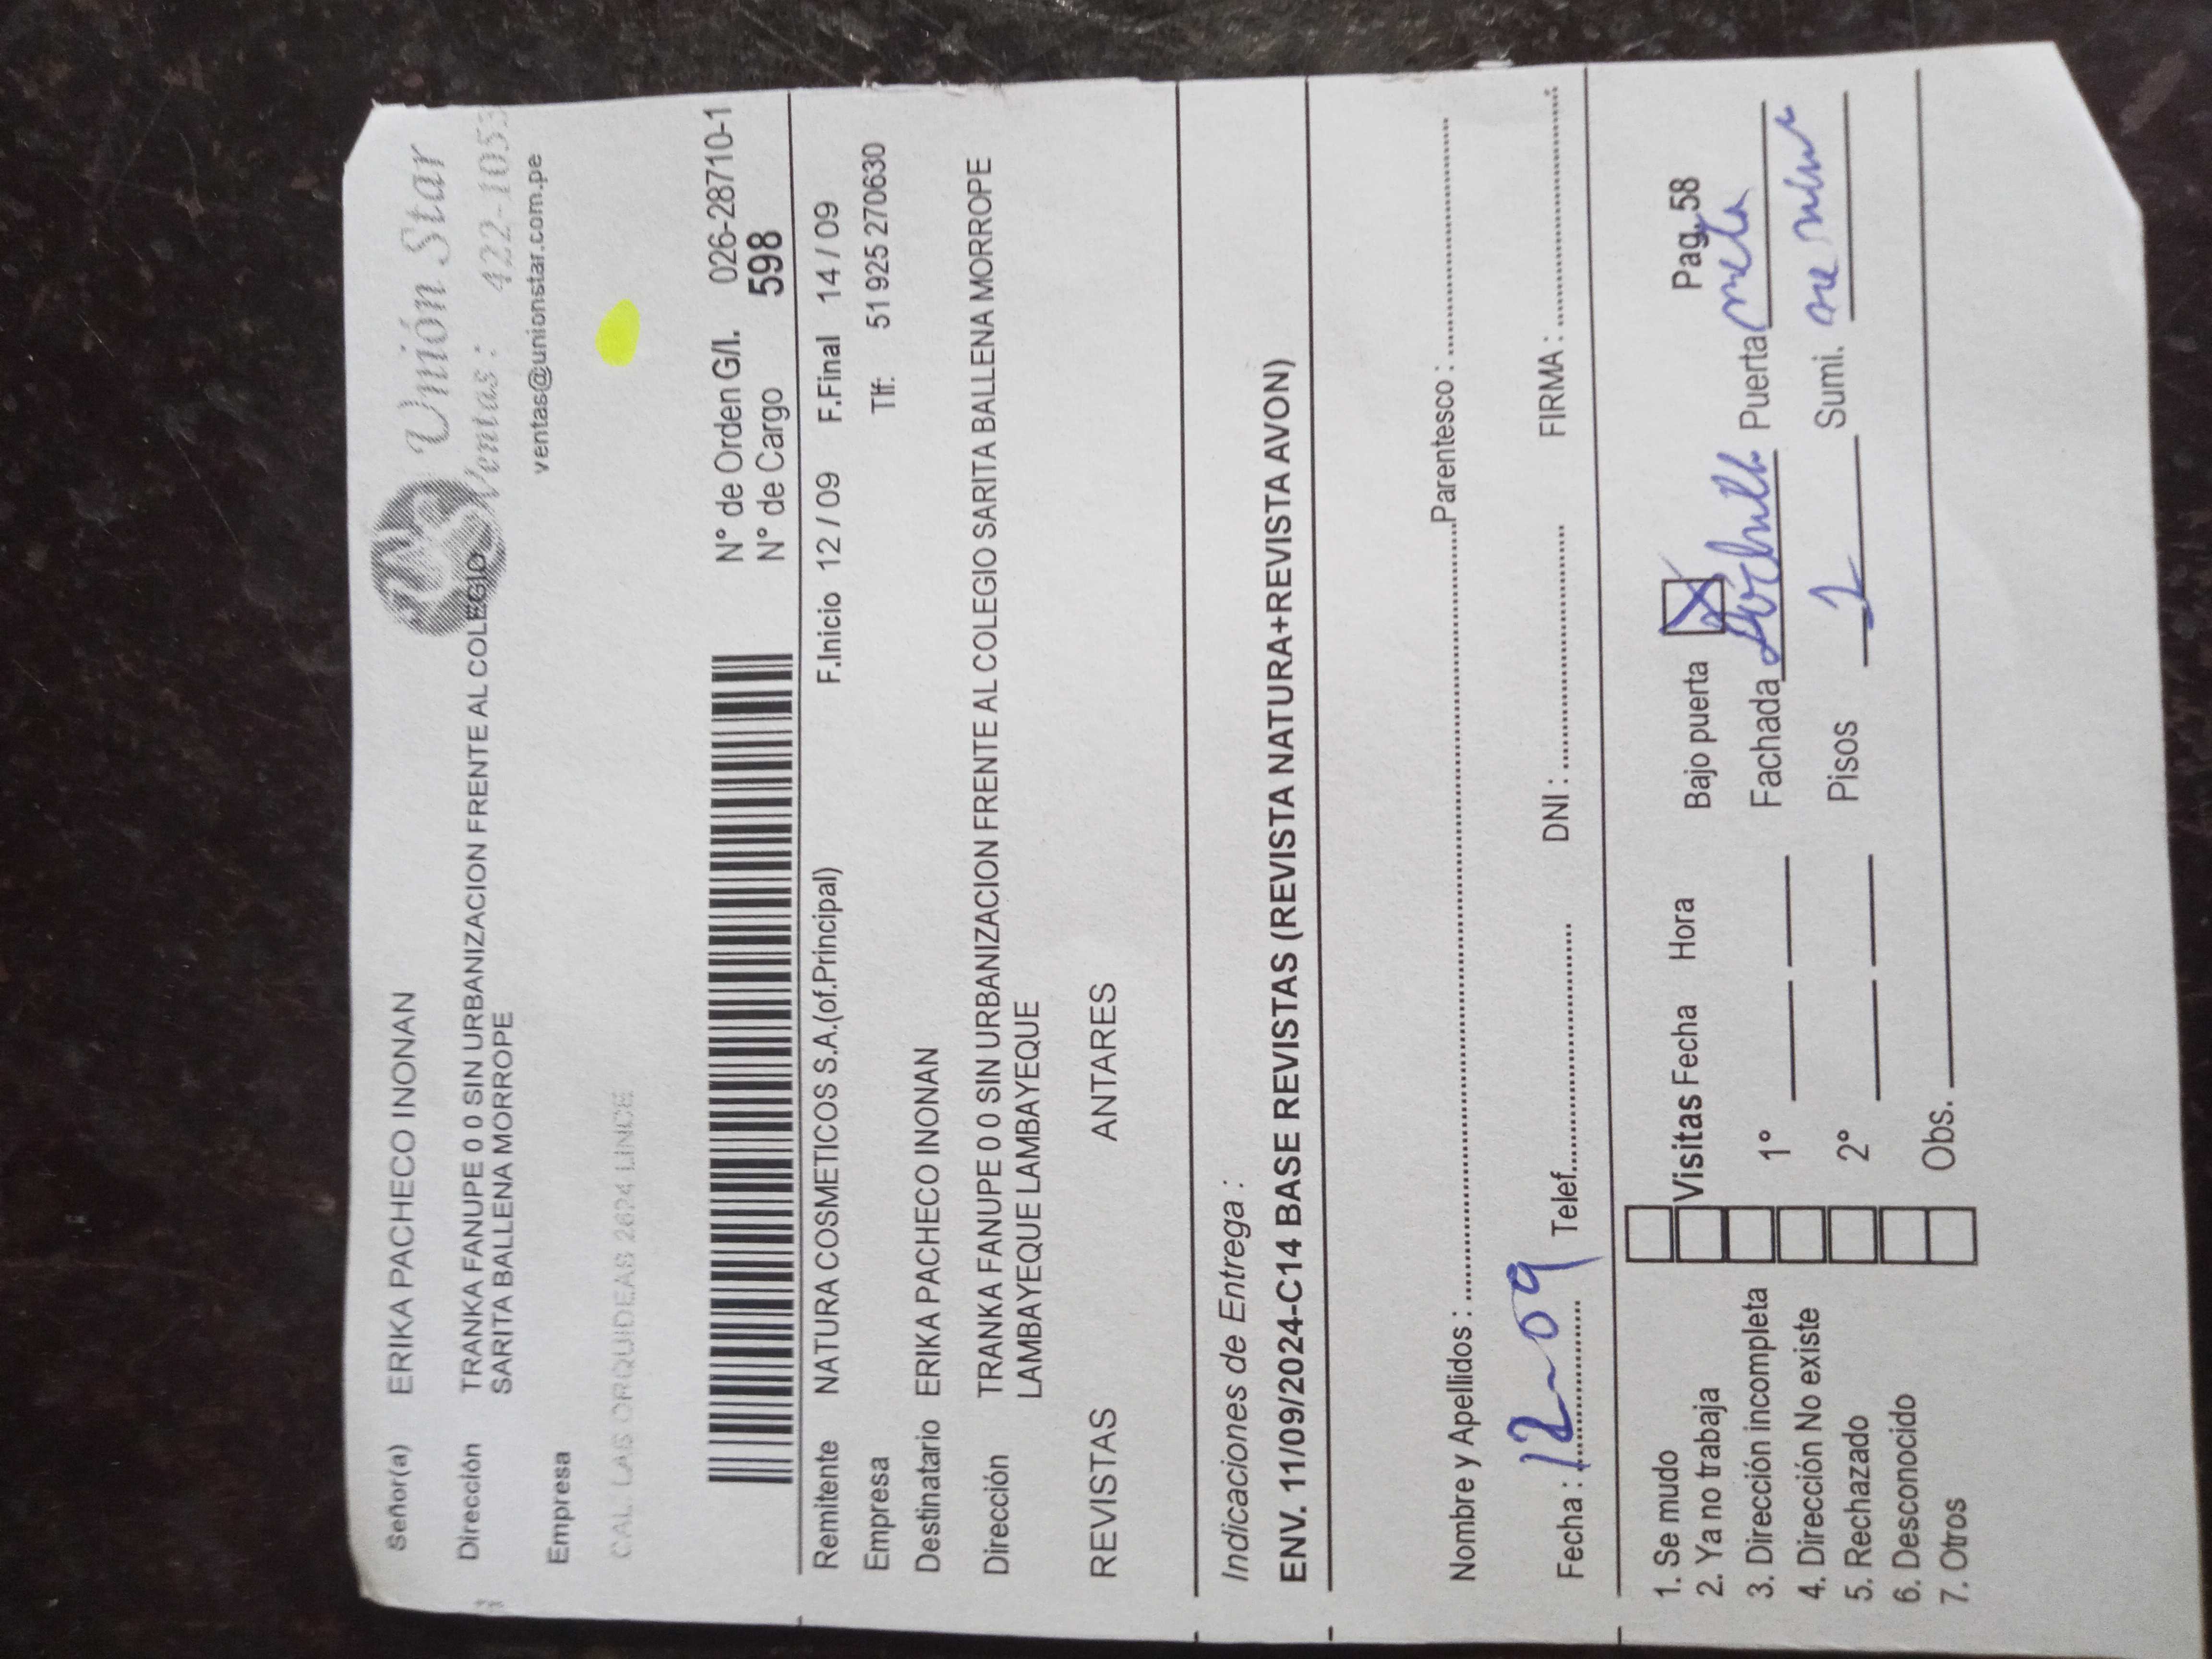 Señor(a) ERIKA PACHECO INONAN
Unión Star
Ventas: 422-1053
ventas@unionstar.com.pe
Dirección TRANKA FANUPE 0 0 SIN URBANIZACION FRENTE AL COLEGIO
SARITA BALLENA MORROPE
Empresa
CAL. LAS ORQUIDEAS 2624 LINCE
N° de Orden G/I. 026-28710-1
N° de Cargo 598
Remitente NATURA COSMETICOS S.A.(of.Principal) F.Inicio 12 / 09 F.Final 14 / 09
Empresa Tlf: 51 925 270630
Destinatario ERIKA PACHECO INONAN
Dirección TRANKA FANUPE 0 0 SIN URBANIZACION FRENTE AL COLEGIO SARITA BALLENA MORROPE
LAMBAYEQUE LAMBAYEQUE
REVISTAS ANTARES
Indicaciones de Entrega :
ENV. 11/09/2024-C14 BASE REVISTAS (REVISTA NATURA+REVISTA AVON)
Nombre y Apellidos : Parentesco :
Fecha : 12-09 Telef. DNI : FIRMA :
1. Se mudo
2. Ya no trabaja
3. Dirección incompleta
4. Dirección No existe
5. Rechazado
6. Desconocido
7. Otros
Visitas Fecha Hora Bajo puerta X Pag.58
1° Fachada Puerta
2° Pisos 1 Sumi.
Obs.